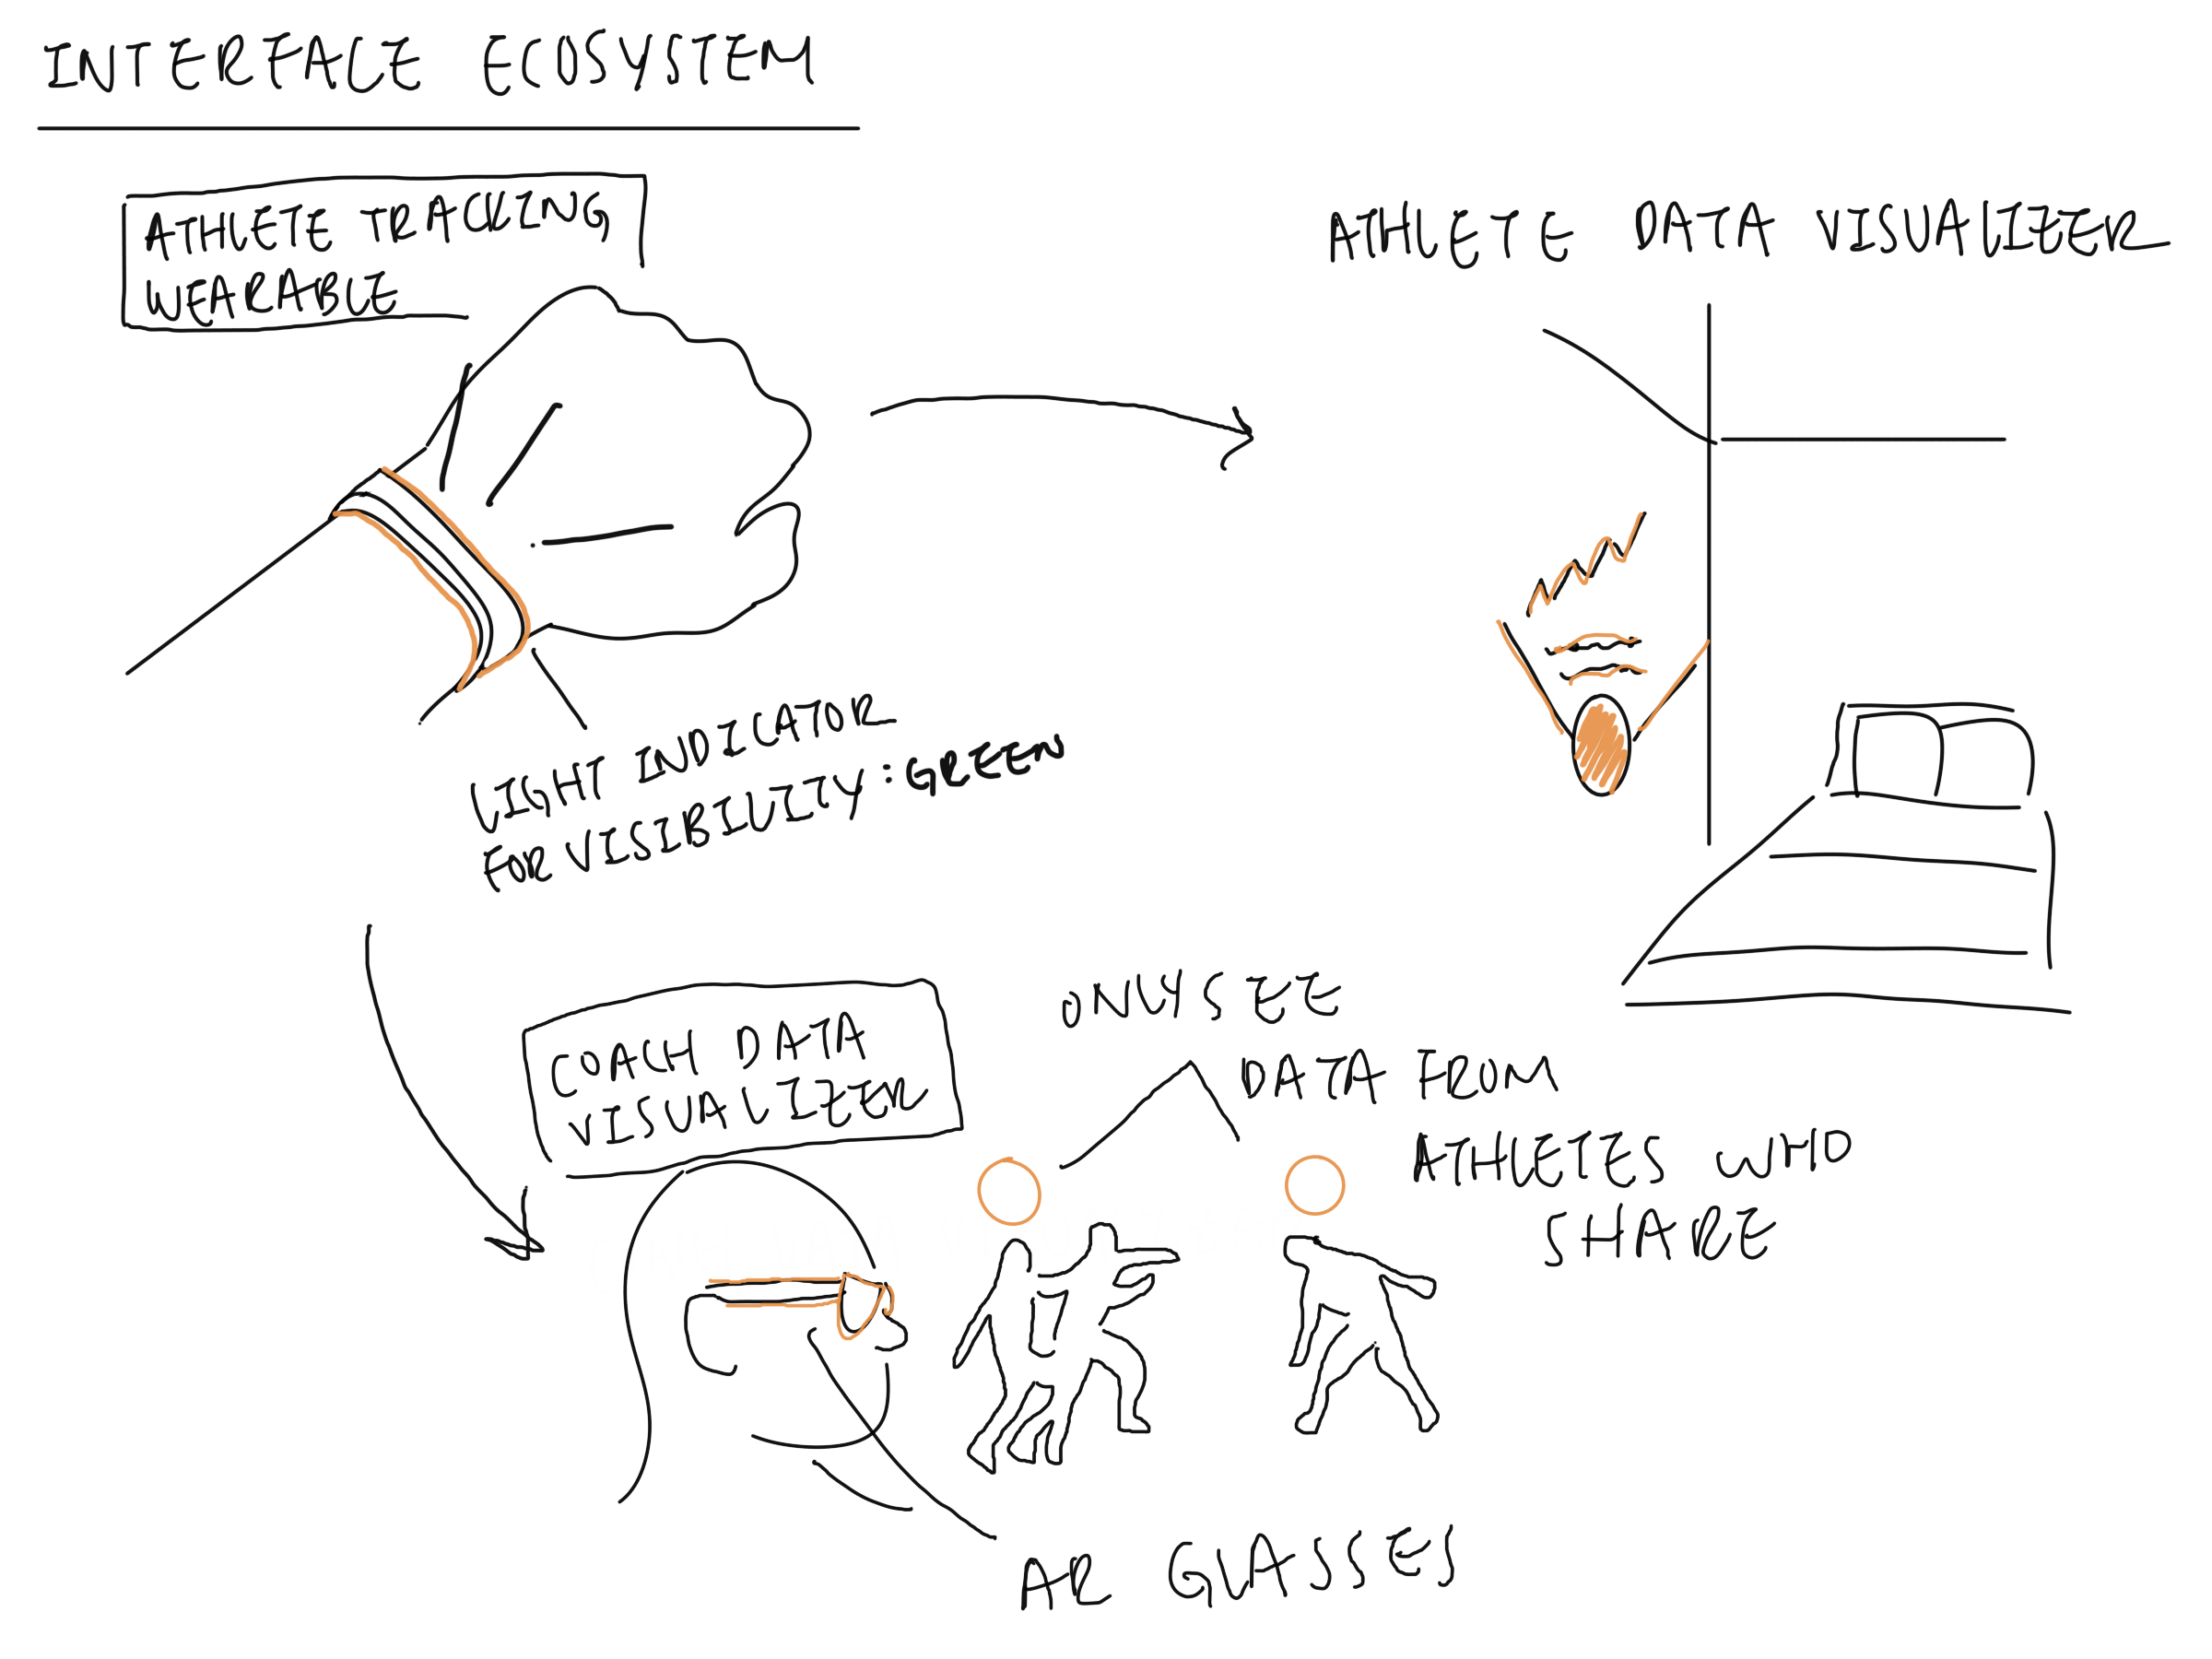 INTERFACE ECOSYSTEM
ATHLETE TRACKING
WEARABLE
ATHLETE DATA VISUALIZER
LIGHT INDICATOR
FOR VISIBILITY: GREEN
COACH DATA
VISUALIZER
ONLY SEE
DATA FROM
ATHLETES WHO
SHARE
AR GLASSES